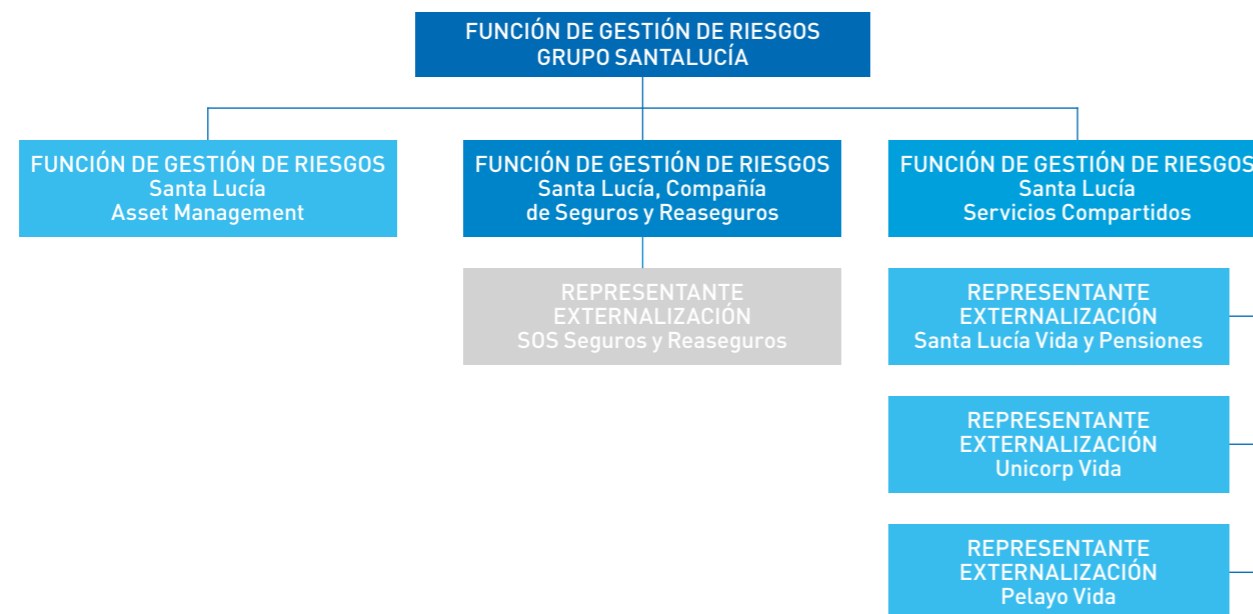 FUNCIÓN DE GESTIÓN DE RIESGOS
GRUPO SANTALUCÍA
FUNCIÓN DE GESTIÓN DE RIESGOS
Santa Lucía
Asset Management
FUNCIÓN DE GESTIÓN DE RIESGOS
Santa Lucía, Compañía
de Seguros y Reaseguros
FUNCIÓN DE GESTIÓN DE RIESGOS
Santa Lucía
Servicios Compartidos
REPRESENTANTE
EXTERNALIZACIÓN
SOS Seguros y Reaseguros
REPRESENTANTE
EXTERNALIZACIÓN
Santa Lucía Vida y Pensiones
REPRESENTANTE
EXTERNALIZACIÓN
Unicorp Vida
REPRESENTANTE
EXTERNALIZACIÓN
Pelayo Vida